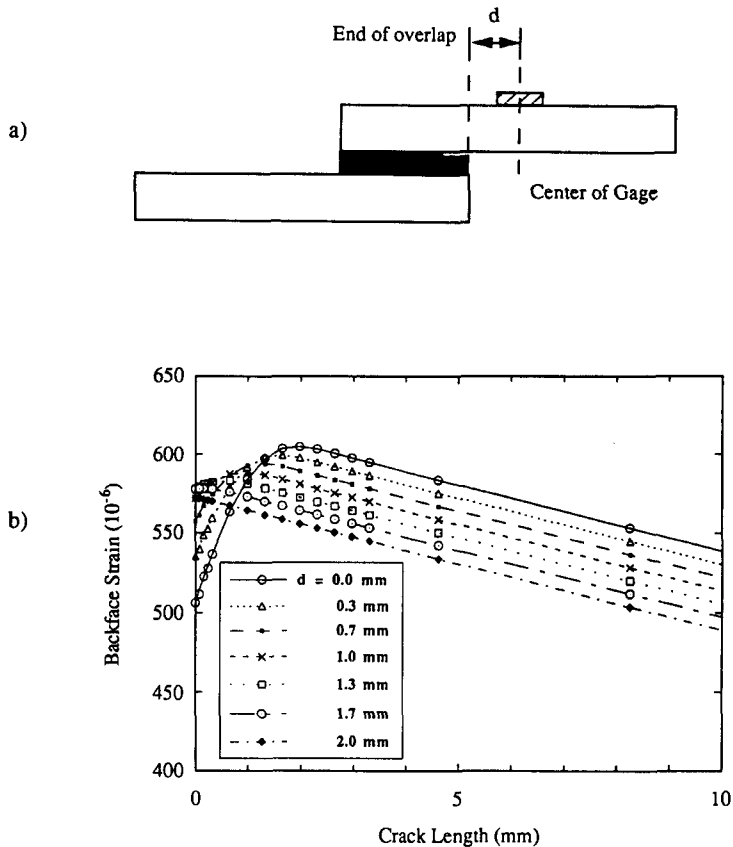 d
End of overlap
a)
Center of Gage
650
600
550
500
450
400
b)
Backface Strain (10⁻⁶)
d = 0.0 mm
0.3 mm
0.7 mm
1.0 mm
1.3 mm
1.7 mm
2.0 mm
0 5 10
Crack Length (mm)